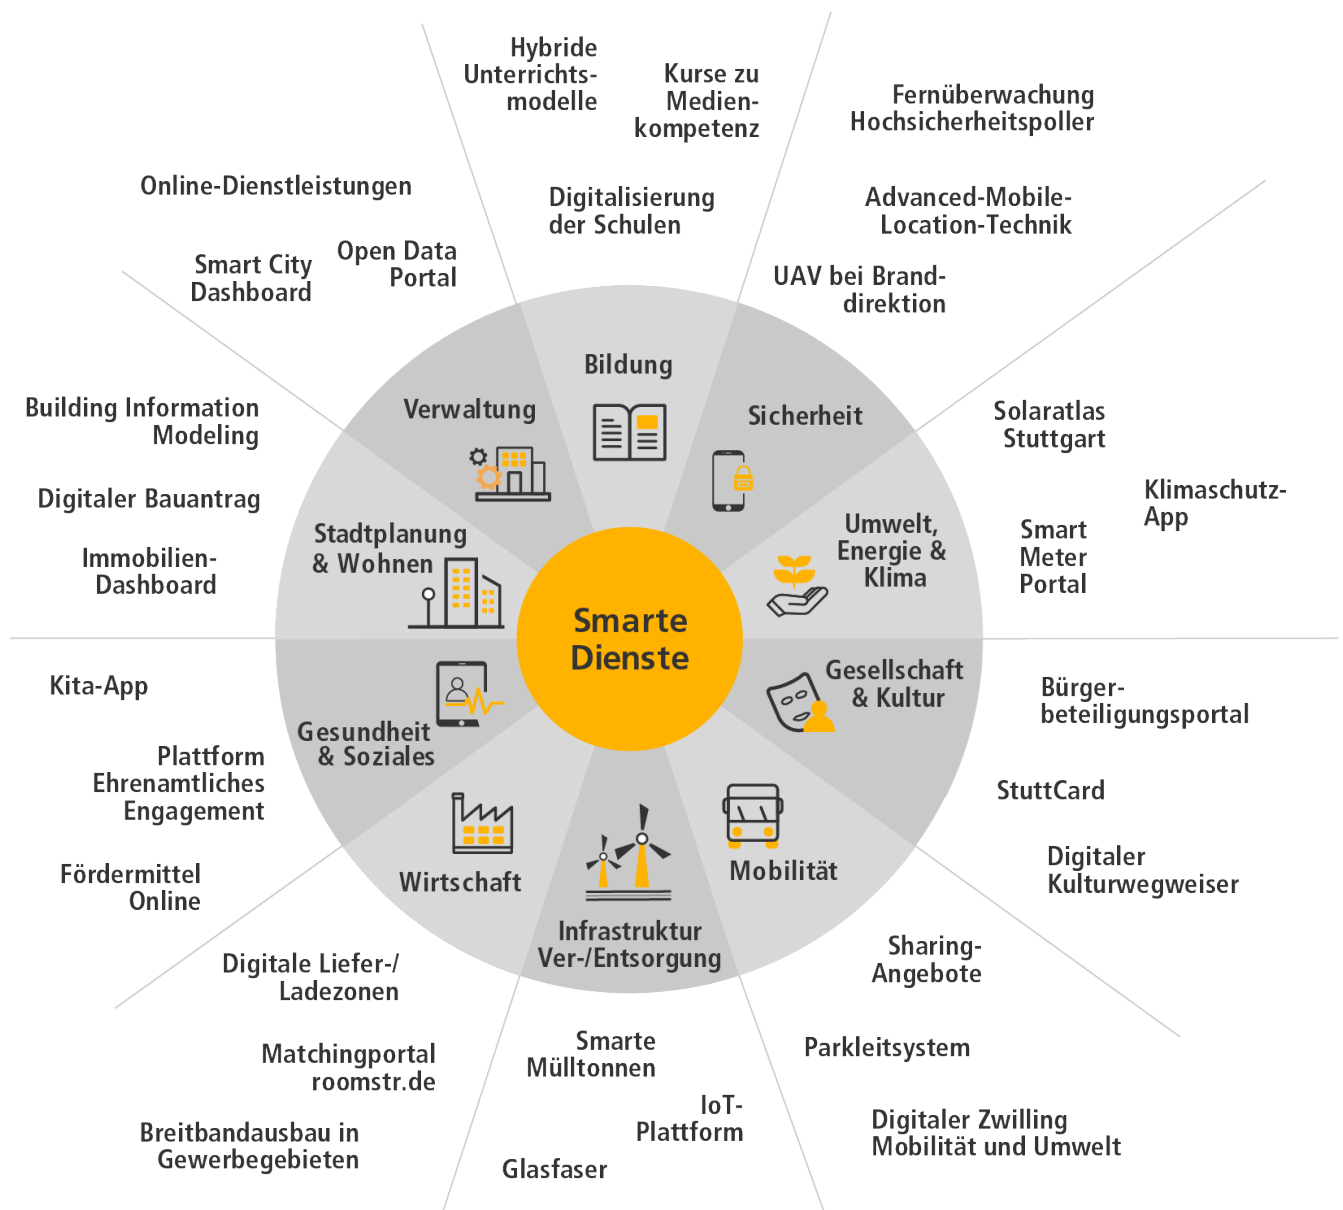 Smarte
Dienste
Bildung
Hybride
Unterrichts-
modelle
Kurse zu
Medien-
kompetenz
Digitalisierung
der Schulen
Sicherheit
Fernüberwachung
Hochsicherheitspoller
Advanced-Mobile-
Location-Technik
UAV bei Brand-
direktion
Umwelt,
Energie &
Klima
Solaratlas
Stuttgart
Klimaschutz-
App
Smart
Meter
Portal
Gesellschaft
& Kultur
Bürger-
beteiligungsportal
StuttCard
Digitaler
Kulturwegweiser
Mobilität
Sharing-
Angebote
Parkleitsystem
Digitaler Zwilling
Mobilität und Umwelt
Infrastruktur
Ver-/Entsorgung
Smarte
Mülltonnen
IoT-
Plattform
Glasfaser
Wirtschaft
Digitale Liefer-/
Ladezonen
Matchingportal
roomstr.de
Breitbandausbau in
Gewerbegebieten
Gesundheit
& Soziales
Kita-App
Plattform
Ehrenamtliches
Engagement
Fördermittel
Online
Stadtplanung
& Wohnen
Building Information
Modeling
Digitaler Bauantrag
Immobilien-
Dashboard
Verwaltung
Online-Dienstleistungen
Smart City
Dashboard
Open Data
Portal